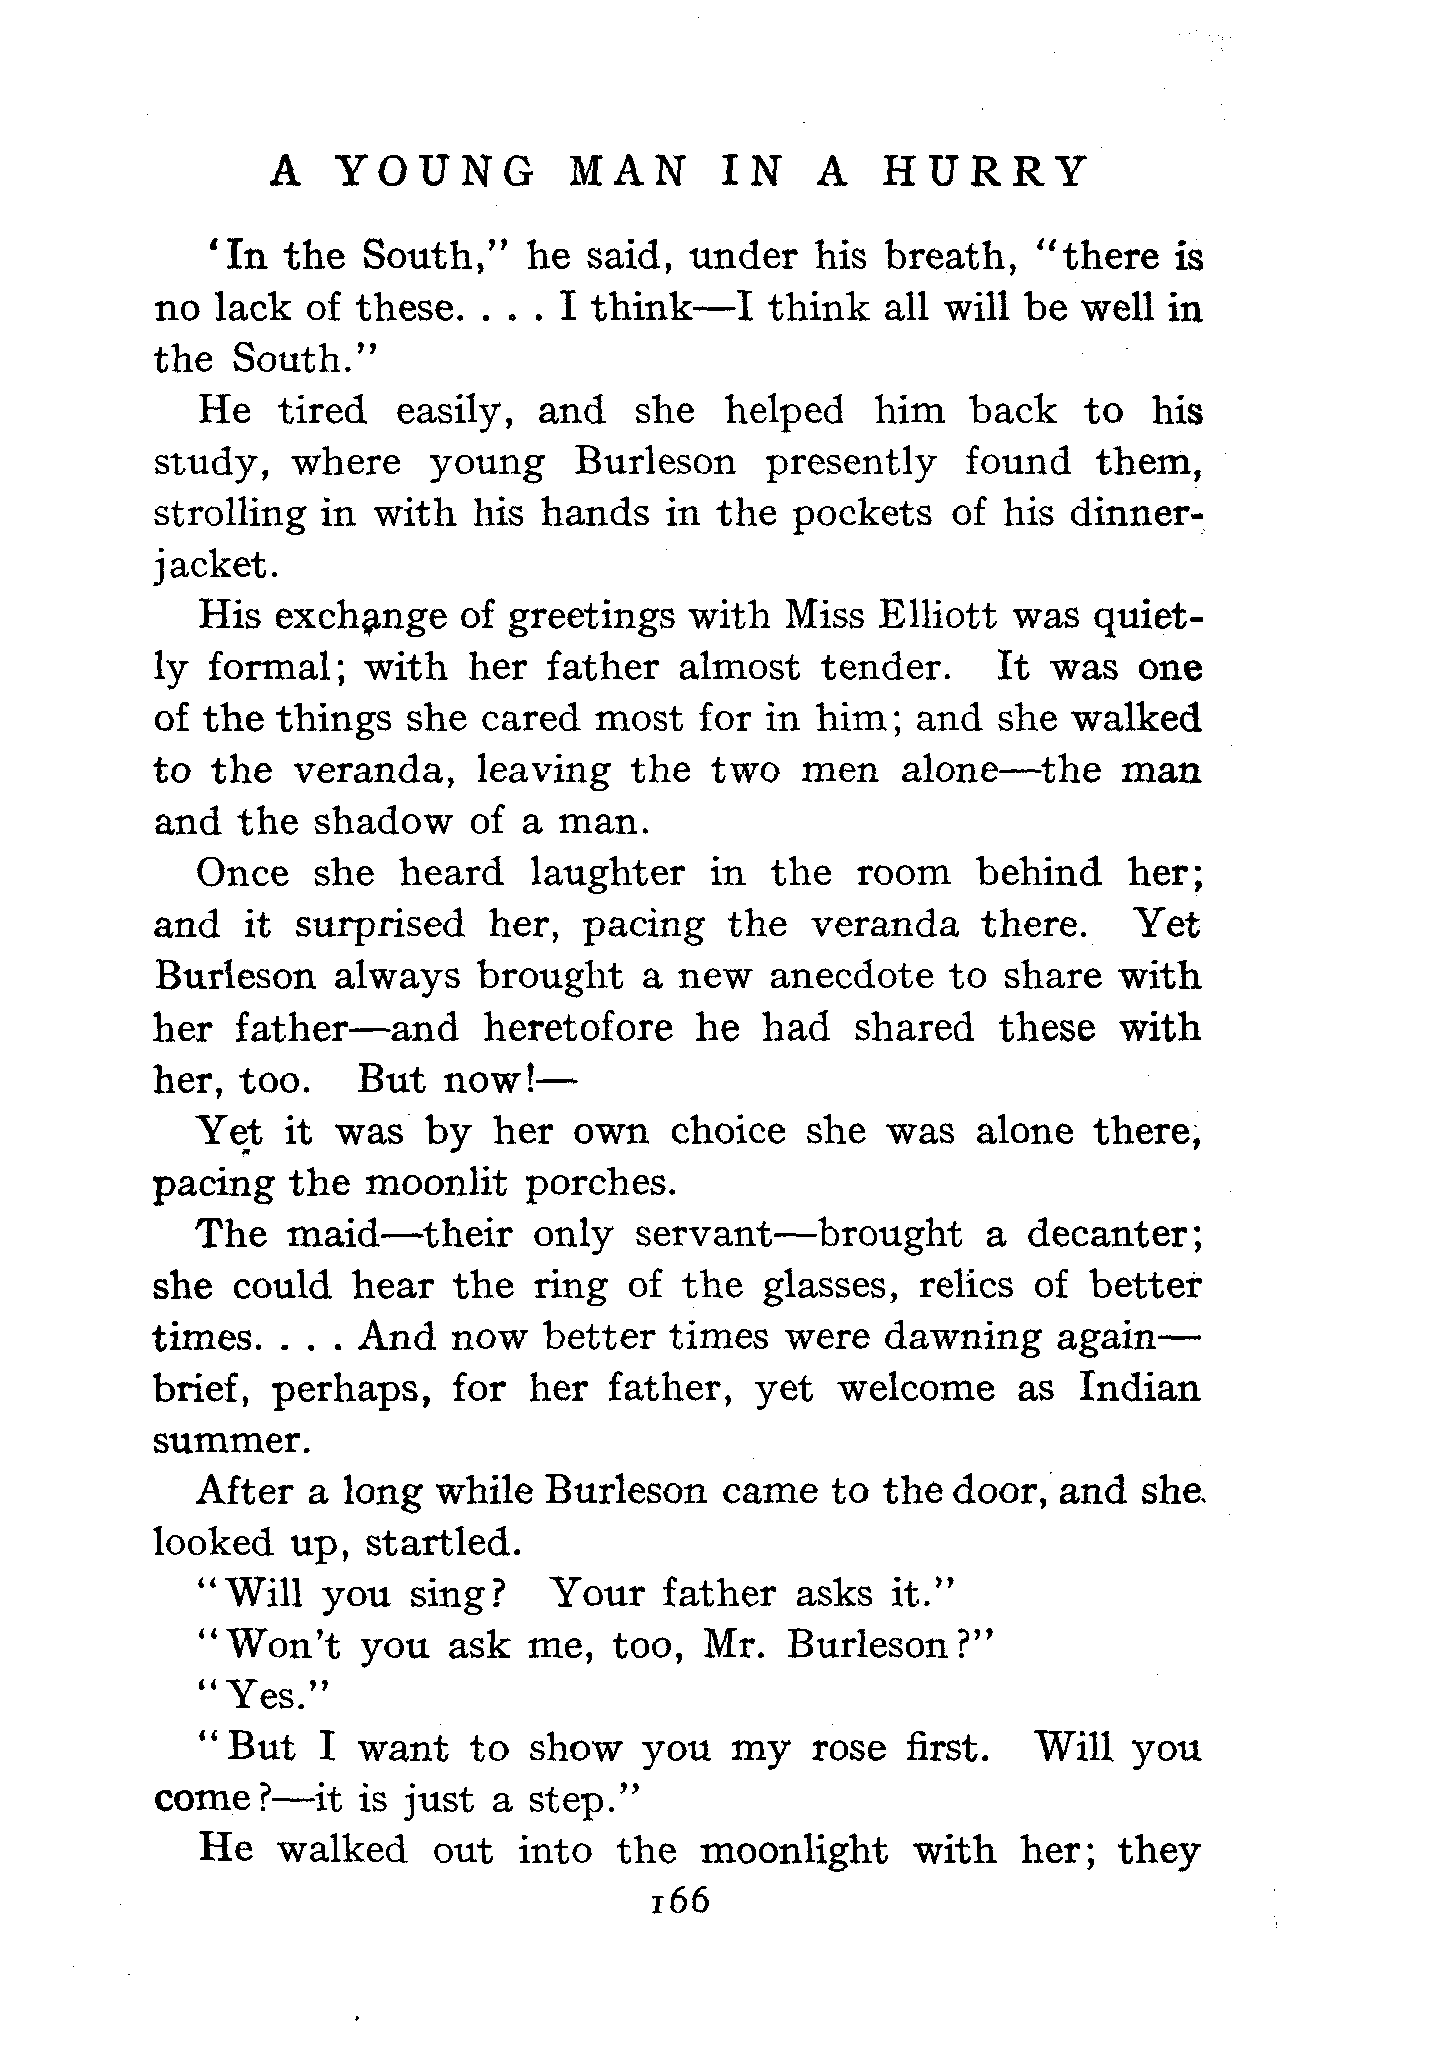 A YOUNG MAN IN A HURRY
'In the South," he said, under his breath, "there is
no lack of these. . . . I think—I think all will be well in
the South."
He tired easily, and she helped him back to his
study, where young Burleson presently found them,
strolling in with his hands in the pockets of his dinner-
jacket.
His exchange of greetings with Miss Elliott was quiet-
ly formal; with her father almost tender. It was one
of the things she cared most for in him; and she walked
to the veranda, leaving the two men alone—the man
and the shadow of a man.
Once she heard laughter in the room behind her;
and it surprised her, pacing the veranda there. Yet
Burleson always brought a new anecdote to share with
her father—and heretofore he had shared these with
her, too. But now!—
Yet it was by her own choice she was alone there,
pacing the moonlit porches.
The maid—their only servant—brought a decanter;
she could hear the ring of the glasses, relics of better
times. . . . And now better times were dawning again—
brief, perhaps, for her father, yet welcome as Indian
summer.
After a long while Burleson came to the door, and she
looked up, startled.
"Will you sing? Your father asks it."
"Won't you ask me, too, Mr. Burleson?"
"Yes."
"But I want to show you my rose first. Will you
come?—it is just a step."
He walked out into the moonlight with her; they
166